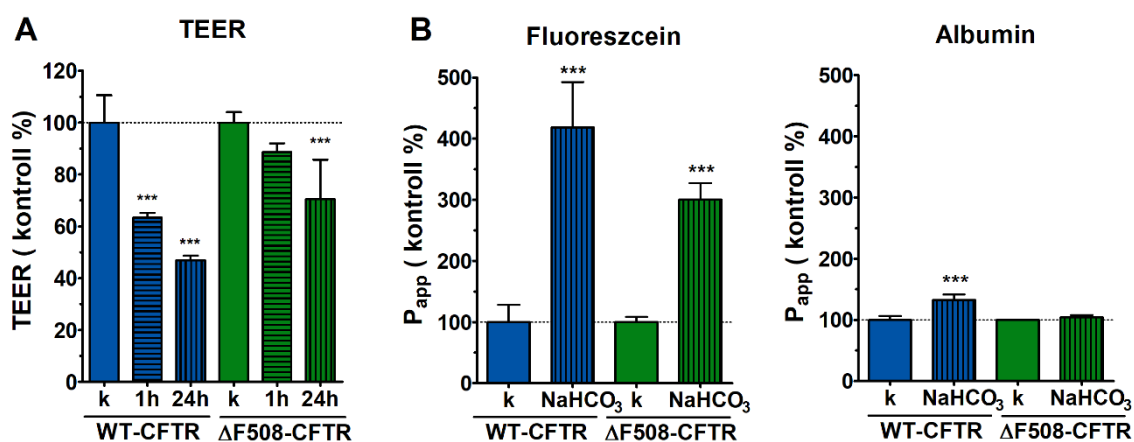 A
TEER
TEER ( kontroll %)
120
100
80
60
40
20
0
***
***
***
k 1h 24h k 1h 24h
WT-CFTR ΔF508-CFTR
B
Fluoreszcein
Papp ( kontroll %)
500
400
300
200
100
0
***
***
k NaHCO3 k NaHCO3
WT-CFTR ΔF508-CFTR
Albumin
Papp ( kontroll %)
500
400
300
200
100
0
***
k NaHCO3 k NaHCO3
WT-CFTR ΔF508-CFTR